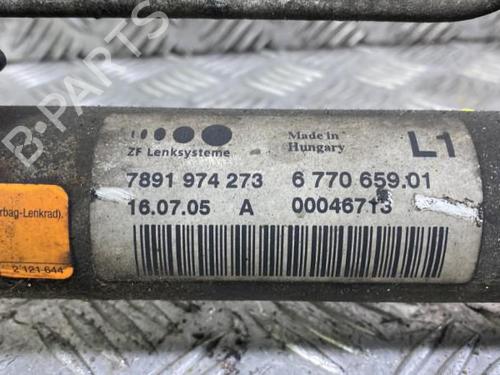 ZF Lenksysteme
Made in
Hungary
L1
7891 974 273 6 770 659.01
16.07.05 A 00046713
rbag-Lenkrad).
2 121 644